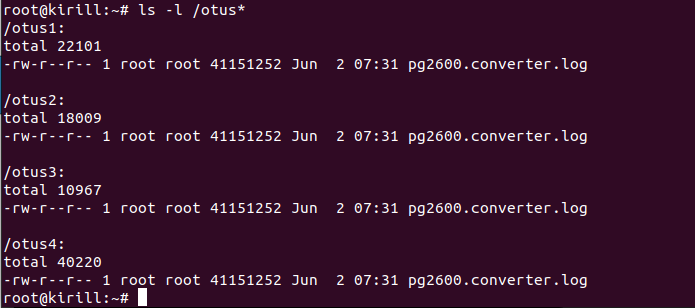 root@kirill:~# ls -l /otus*
/otus1:
total 22101
-rw-r--r-- 1 root root 41151252 Jun  2 07:31 pg2600.converter.log
/otus2:
total 18009
-rw-r--r-- 1 root root 41151252 Jun  2 07:31 pg2600.converter.log
/otus3:
total 10967
-rw-r--r-- 1 root root 41151252 Jun  2 07:31 pg2600.converter.log
/otus4:
total 40220
-rw-r--r-- 1 root root 41151252 Jun  2 07:31 pg2600.converter.log
root@kirill:~#